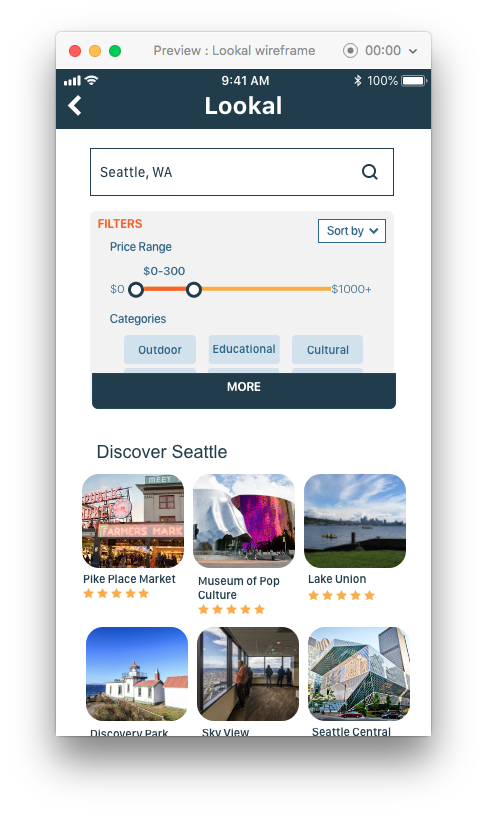 Preview : Lookal wireframe
00:00
9:41 AM
100%
Lookal
Seattle, WA
FILTERS
Sort by
Price Range
$0-300
$0
$1000+
Categories
Outdoor
Educational
Cultural
MORE
Discover Seattle
MEET
PUBLIC
FARMERS MARK
Pike Place Market
Museum of Pop
Culture
Lake Union
Discovery Park
Sky View
Seattle Central